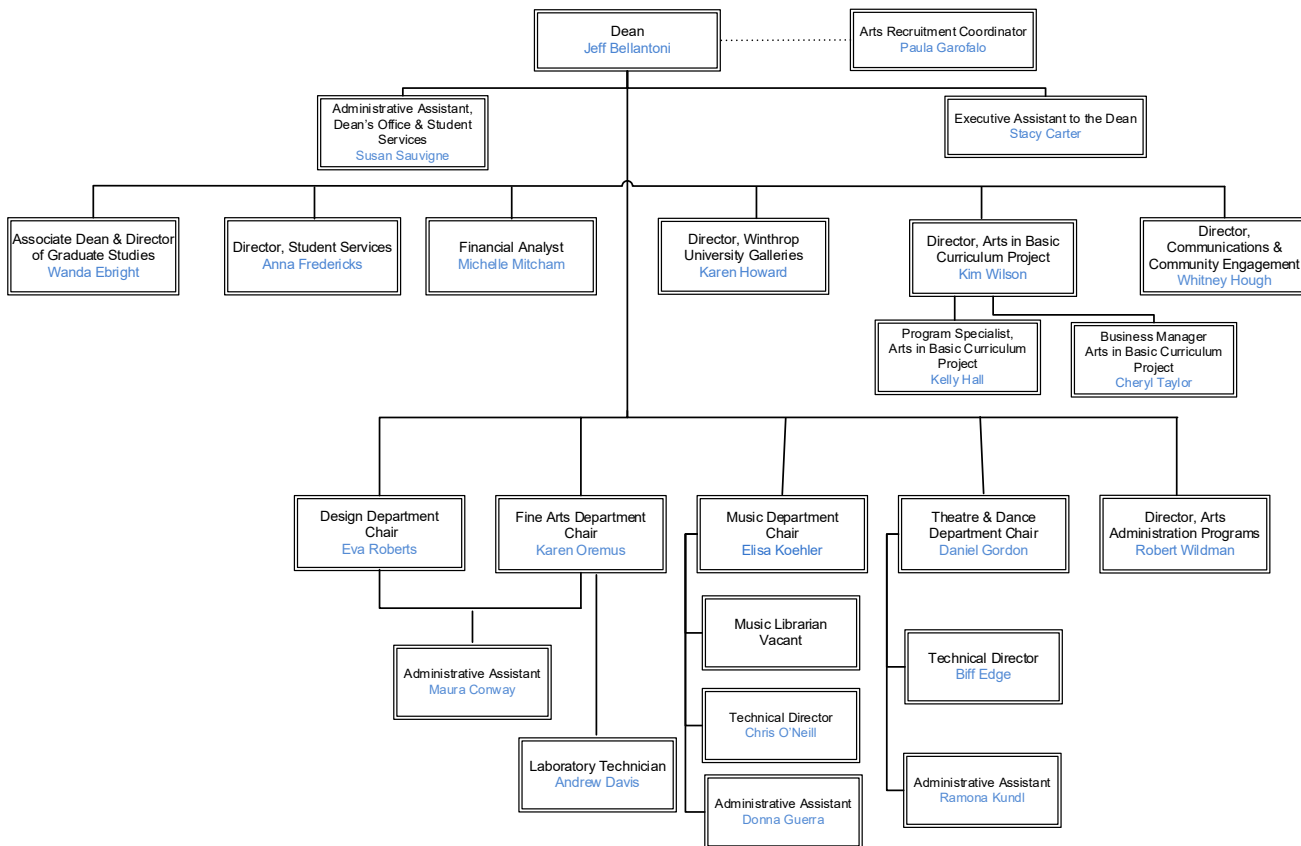 Dean
Jeff Bellantoni
Arts Recruitment Coordinator
Paula Garofalo
Administrative Assistant,
Dean’s Office & Student
Services
Susan Sauvigne
Executive Assistant to the Dean
Stacy Carter
Associate Dean & Director
of Graduate Studies
Wanda Ebright
Director, Student Services
Anna Fredericks
Financial Analyst
Michelle Mitcham
Director, Winthrop
University Galleries
Karen Howard
Director, Arts in Basic
Curriculum Project
Kim Wilson
Director,
Communications &
Community Engagement
Whitney Hough
Program Specialist,
Arts in Basic Curriculum
Project
Kelly Hall
Business Manager
Arts in Basic Curriculum
Project
Cheryl Taylor
Design Department
Chair
Eva Roberts
Fine Arts Department
Chair
Karen Oremus
Music Department
Chair
Elisa Koehler
Theatre & Dance
Department Chair
Daniel Gordon
Director, Arts
Administration Programs
Robert Wildman
Administrative Assistant
Maura Conway
Laboratory Technician
Andrew Davis
Music Librarian
Vacant
Technical Director
Chris O’Neill
Administrative Assistant
Donna Guerra
Technical Director
Biff Edge
Administrative Assistant
Ramona Kundl